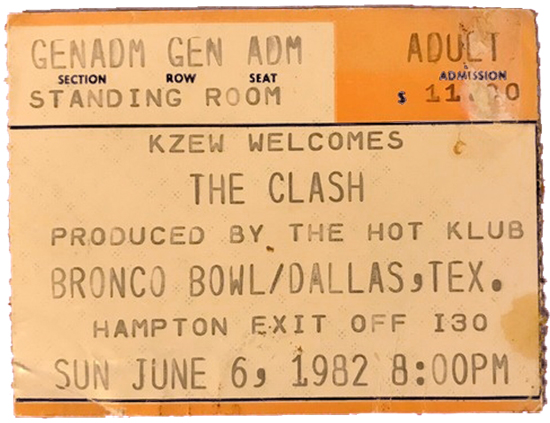 GENADM GEN ADM ADULT
SECTION ROW SEAT ADMISSION
STANDING ROOM $
KZEW WELCOMES
THE CLASH
PRODUCED BY THE HOT KLUB
BRONCO BOWL/DALLAS,TEX.
HAMPTON EXIT OFF I30
SUN JUNE 6, 1982 8:00PM